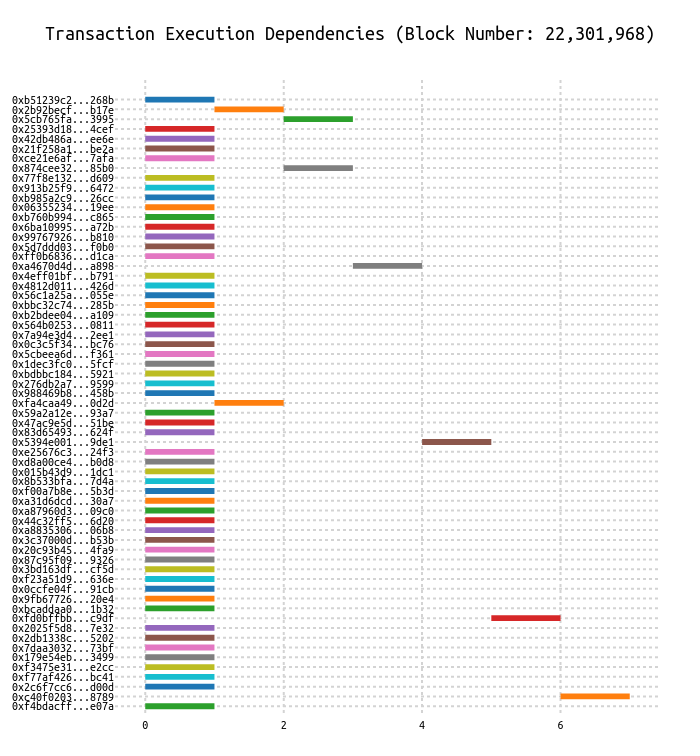 Transaction Execution Dependencies (Block Number: 22,301,968)
0xb51239c2...268b
0x2b92becf...b17e
0x5cb765fa...3995
0x25393d18...4cef
0x42db486a...ee6e
0x21f258a1...be2a
0xce21e6af...7afa
0x874cee32...85b0
0x77f8e132...d609
0x913b25f9...6472
0xb985a2c9...26cc
0x06355234...19ee
0xb760b994...c865
0x6ba10995...a72b
0x99767926...b810
0x5d7ddd03...f0b0
0xff0b6836...d1ca
0xa4670d4d...a898
0x4eff01bf...b791
0x4812d011...426d
0x56c1a25a...055e
0xbbc32c74...285b
0xb2bdee04...a109
0x564b0253...0811
0x7a94e3d4...2ee1
0x0c3c5f34...bc76
0x5cbeea6d...f361
0x1dec3fc0...5fcf
0xbdbbc184...5921
0x276db2a7...9599
0x988469b8...458b
0xfa4caa49...0d2d
0x59a2a12e...93a7
0x47ac9e5d...51be
0x83d65493...624f
0x5394e001...9de1
0xe25676c3...24f3
0xd8a00ce4...b0d8
0x015b43d9...1dc1
0x8b533bfa...7d4a
0xf00a7b8e...5b3d
0xa31d6dcd...30a7
0xa87960d3...09c0
0x44c32ff5...6d20
0xa8835306...06b8
0x3c37000d...b53b
0x20c93b45...4fa9
0x87c95f09...9326
0x3bd163df...cf5d
0xf23a51d9...636e
0x0ccfe04f...91cb
0x9fb67726...20e4
0xbcaddaa0...1b32
0xfd0bffbb...c9df
0x2025f5d8...7e32
0x2db1338c...5202
0x7daa3032...73bf
0x179e54eb...3499
0xf3475e31...e2cc
0xf77af426...bc41
0x2c6f7cc6...d00d
0xc40f0203...8789
0xf4bdacff...e07a
0 2 4 6